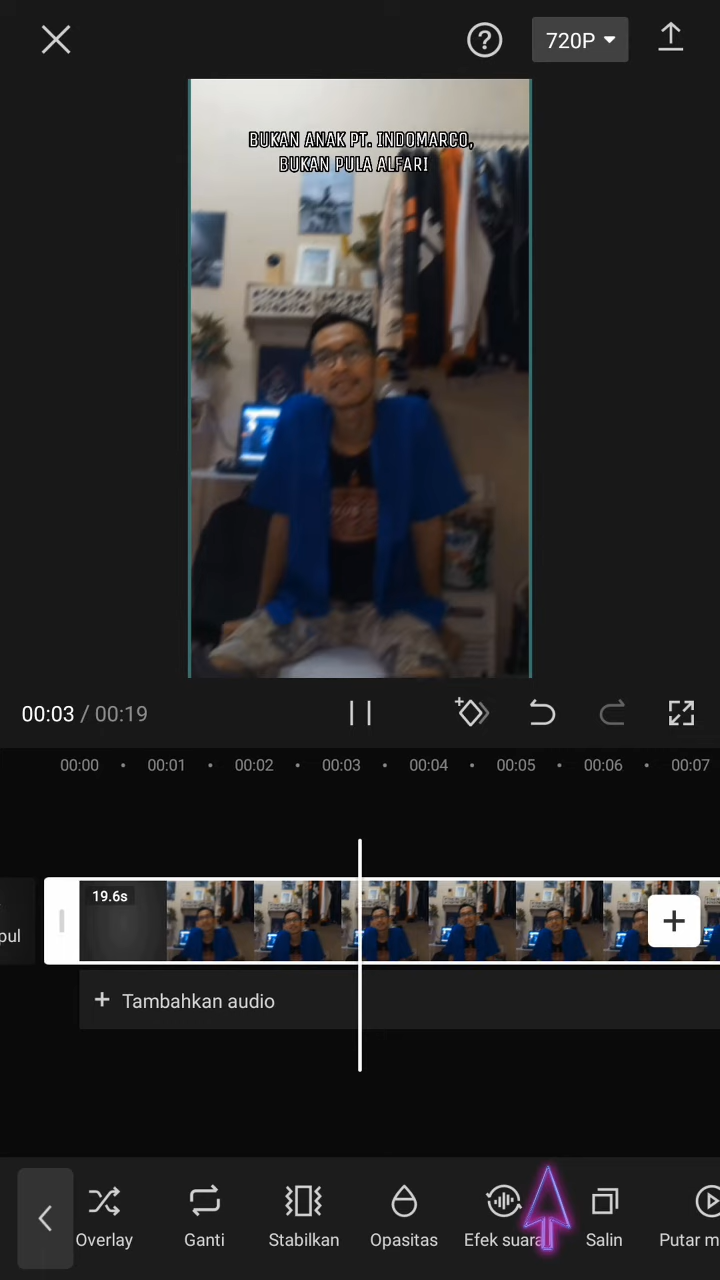 720P
BUKAN ANAK PT. INDOMARCO,
BUKAN PULA ALFARI
00:03 / 00:19
00:00 00:01 00:02 00:03 00:04 00:05 00:06 00:07
19.6s
pul
+ Tambahkan audio
Overlay Ganti Stabilkan Opasitas Efek suara Salin Putar m